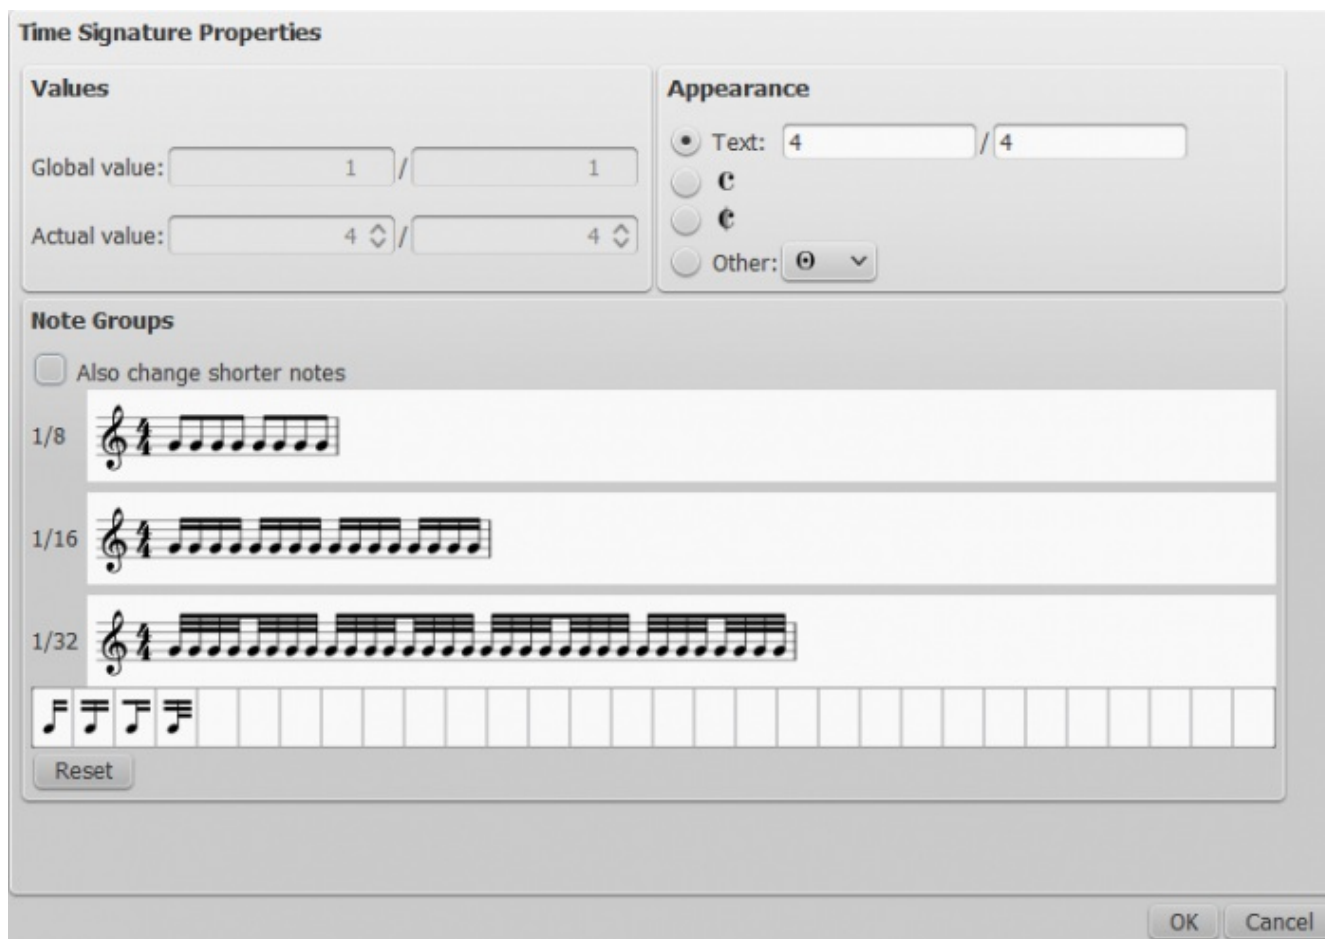 Time Signature Properties
Values
Global value: 1 / 1
Actual value: 4 / 4
Appearance
Text: 4 / 4
Other:
Note Groups
Also change shorter notes
1/8
1/16
1/32
Reset
OK Cancel